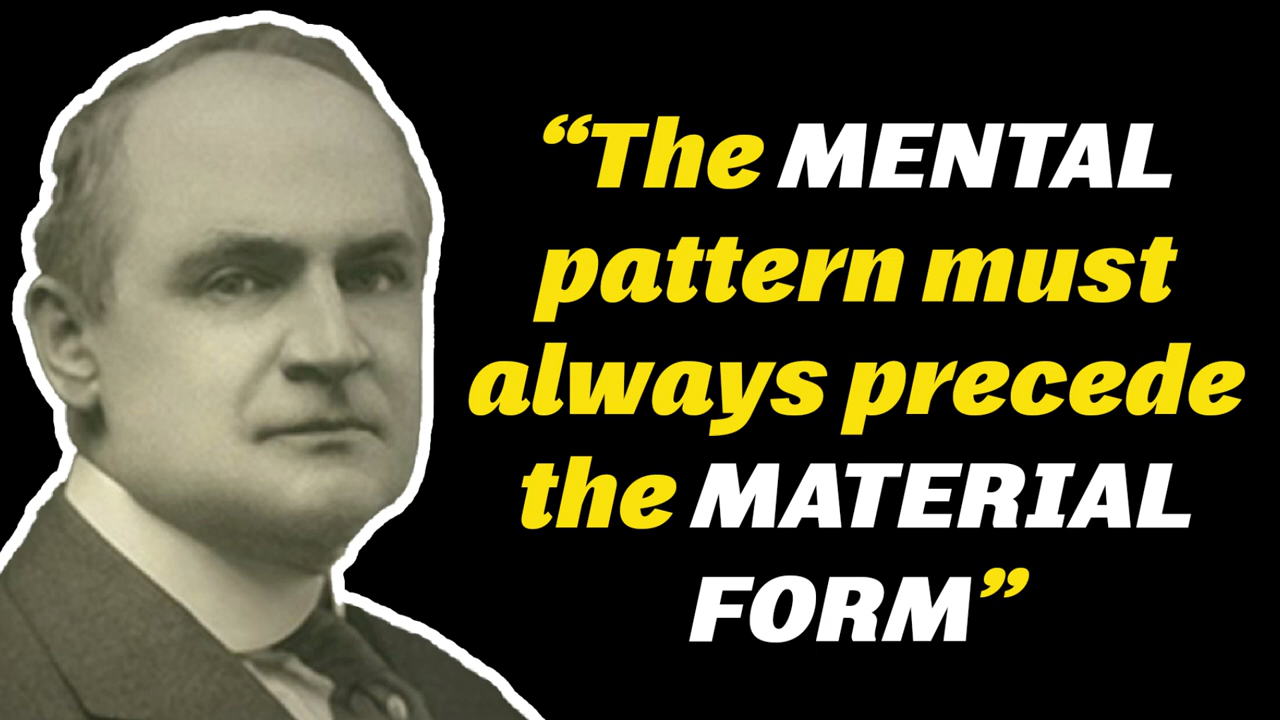 “The MENTAL
pattern must
always precede
the MATERIAL
FORM”